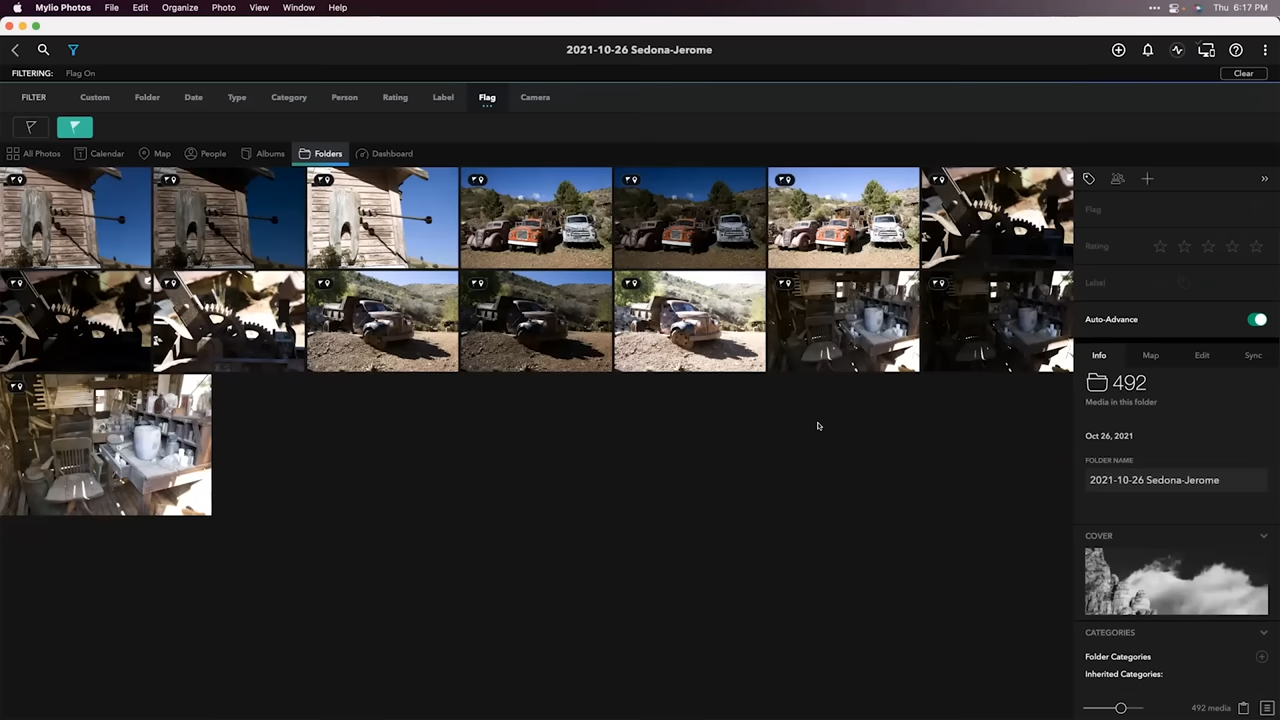 Mylio Photos File Edit Organize Photo View Window Help Thu 6:17 PM
2021-10-26 Sedona-Jerome
FILTERING: Flag On Clear
FILTER Custom Folder Date Type Category Person Rating Label Flag Camera
All Photos Calendar Map People Albums Folders Dashboard
Flag
Rating
Label
Auto-Advance
Info Map Edit Sync
492
Media in this folder
Oct 26, 2021
FOLDER NAME
2021-10-26 Sedona-Jerome
COVER
CATEGORIES
Folder Categories
Inherited Categories:
492 media